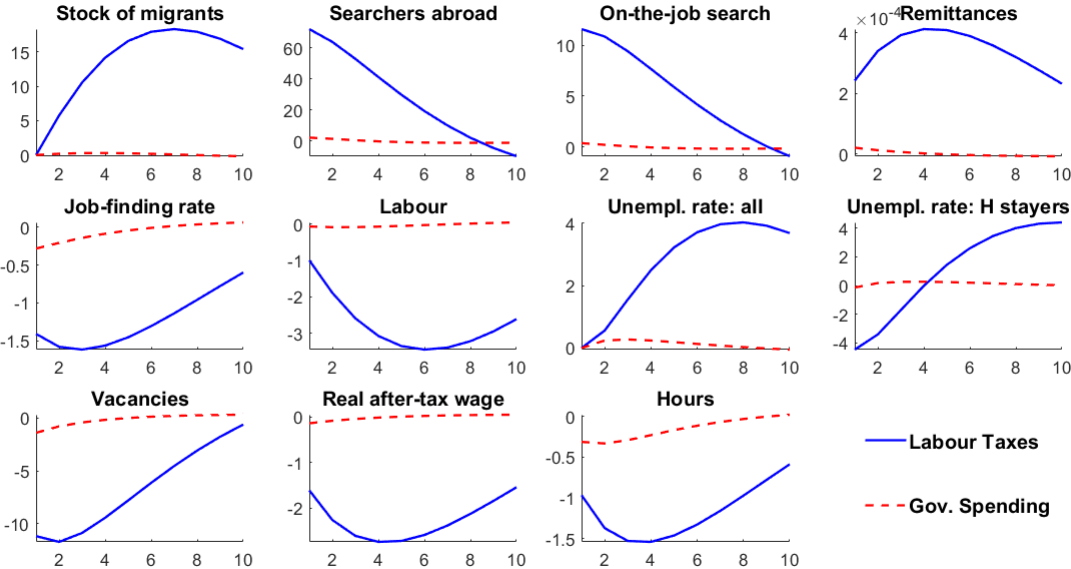 Stock of migrants
15
10
5
0
2 4 6 8 10
Searchers abroad
60
40
20
0
2 4 6 8 10
On-the-job search
10
5
0
2 4 6 8 10
Remittances
×10⁻⁴
4
2
0
2 4 6 8 10
Job-finding rate
0
-0.5
-1
-1.5
2 4 6 8 10
Labour
0
-1
-2
-3
2 4 6 8 10
Unempl. rate: all
4
2
0
2 4 6 8 10
Unempl. rate: H stayers
4
2
0
-2
-4
2 4 6 8 10
Vacancies
0
-5
-10
2 4 6 8 10
Real after-tax wage
0
-1
-2
2 4 6 8 10
Hours
0
-0.5
-1
-1.5
2 4 6 8 10
Labour Taxes
Gov. Spending